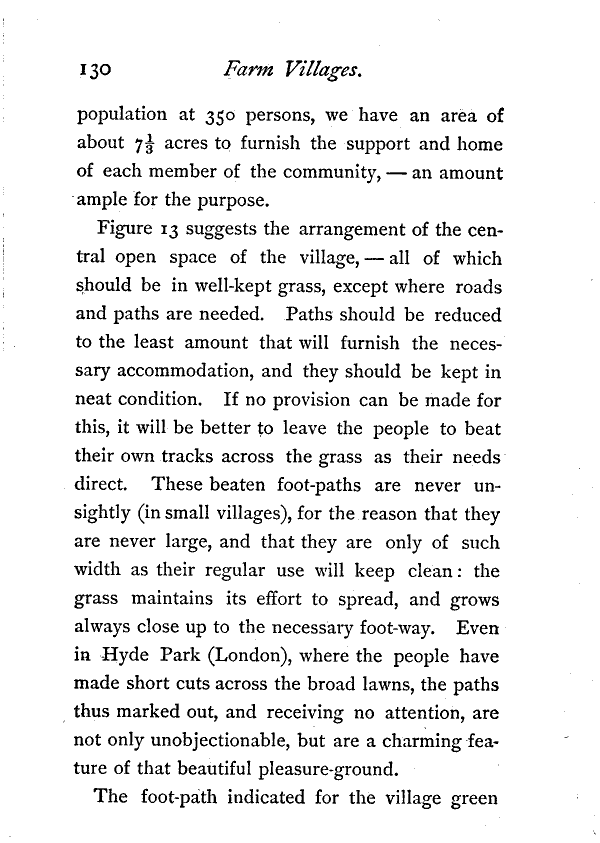 130 Farm Villages.
population at 350 persons, we have an area of
about 7⅓ acres to furnish the support and home
of each member of the community, — an amount
ample for the purpose.
Figure 13 suggests the arrangement of the cen-
tral open space of the village, — all of which
should be in well-kept grass, except where roads
and paths are needed. Paths should be reduced
to the least amount that will furnish the neces-
sary accommodation, and they should be kept in
neat condition. If no provision can be made for
this, it will be better to leave the people to beat
their own tracks across the grass as their needs
direct. These beaten foot-paths are never un-
sightly (in small villages), for the reason that they
are never large, and that they are only of such
width as their regular use will keep clean: the
grass maintains its effort to spread, and grows
always close up to the necessary foot-way. Even
in Hyde Park (London), where the people have
made short cuts across the broad lawns, the paths
thus marked out, and receiving no attention, are
not only unobjectionable, but are a charming fea-
ture of that beautiful pleasure-ground.
The foot-path indicated for the village green